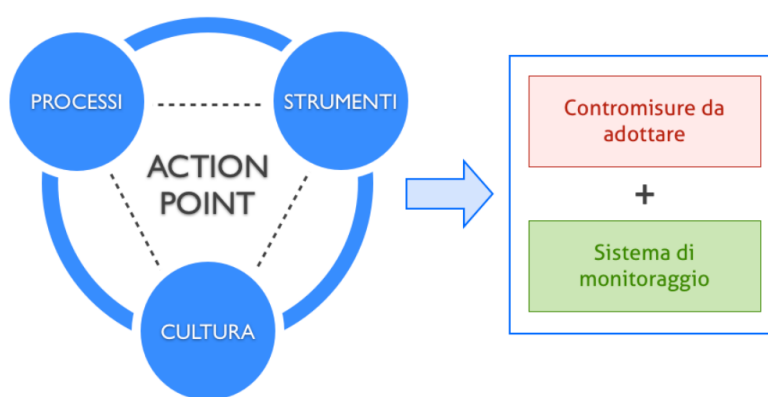 PROCESSI
STRUMENTI
ACTION
POINT
CULTURA
Contromisure da
adottare
+
Sistema di
monitoraggio